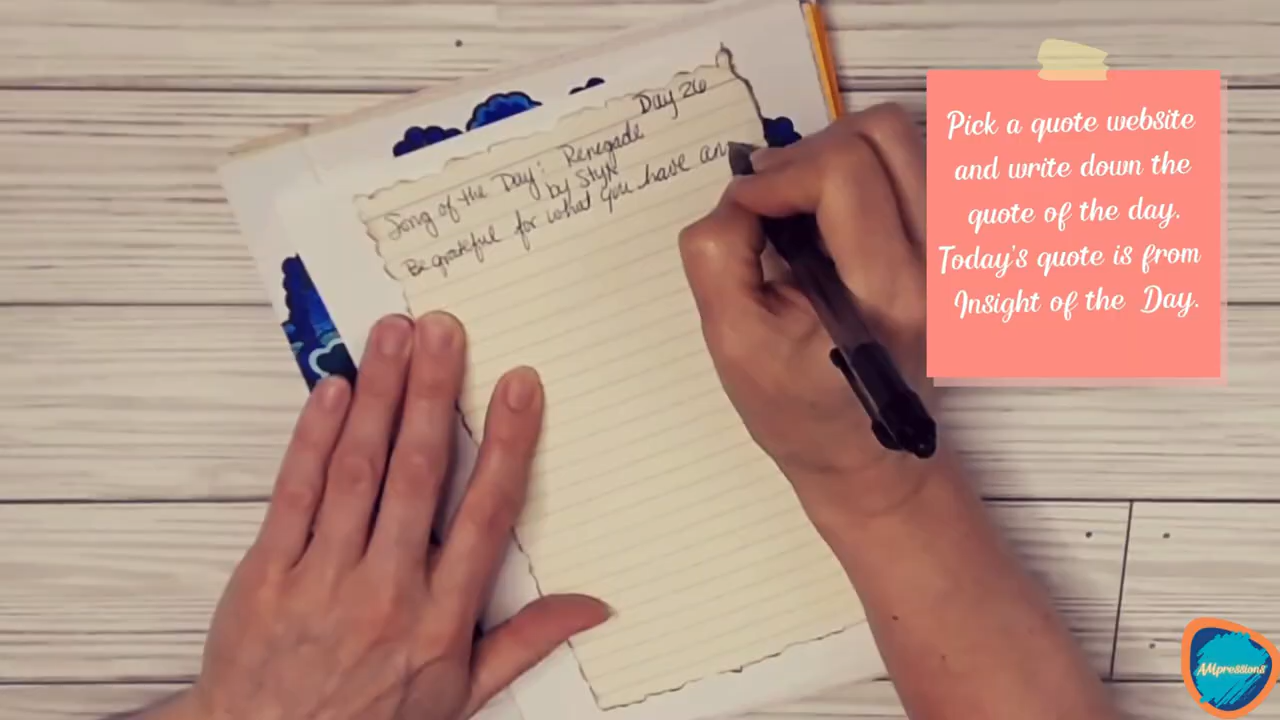 Day 26
Song of the Day: Renegade
by Styx
Be grateful for what you have an
Pick a quote website
and write down the
quote of the day.
Today's quote is from
Insight of the Day.
AMpressions